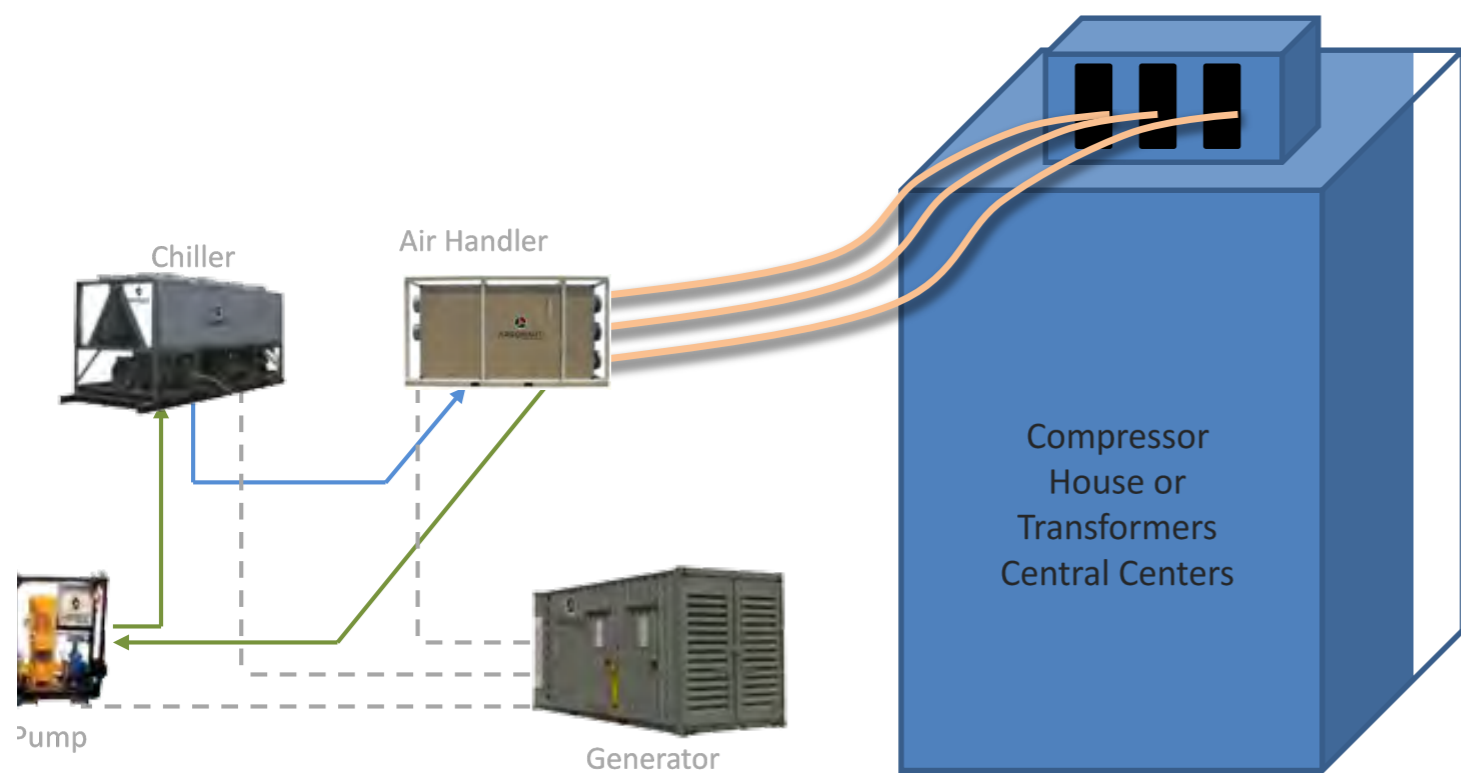 Air Handler
Chiller
Compressor
House or
Transformers
Central Centers
Pump
Generator